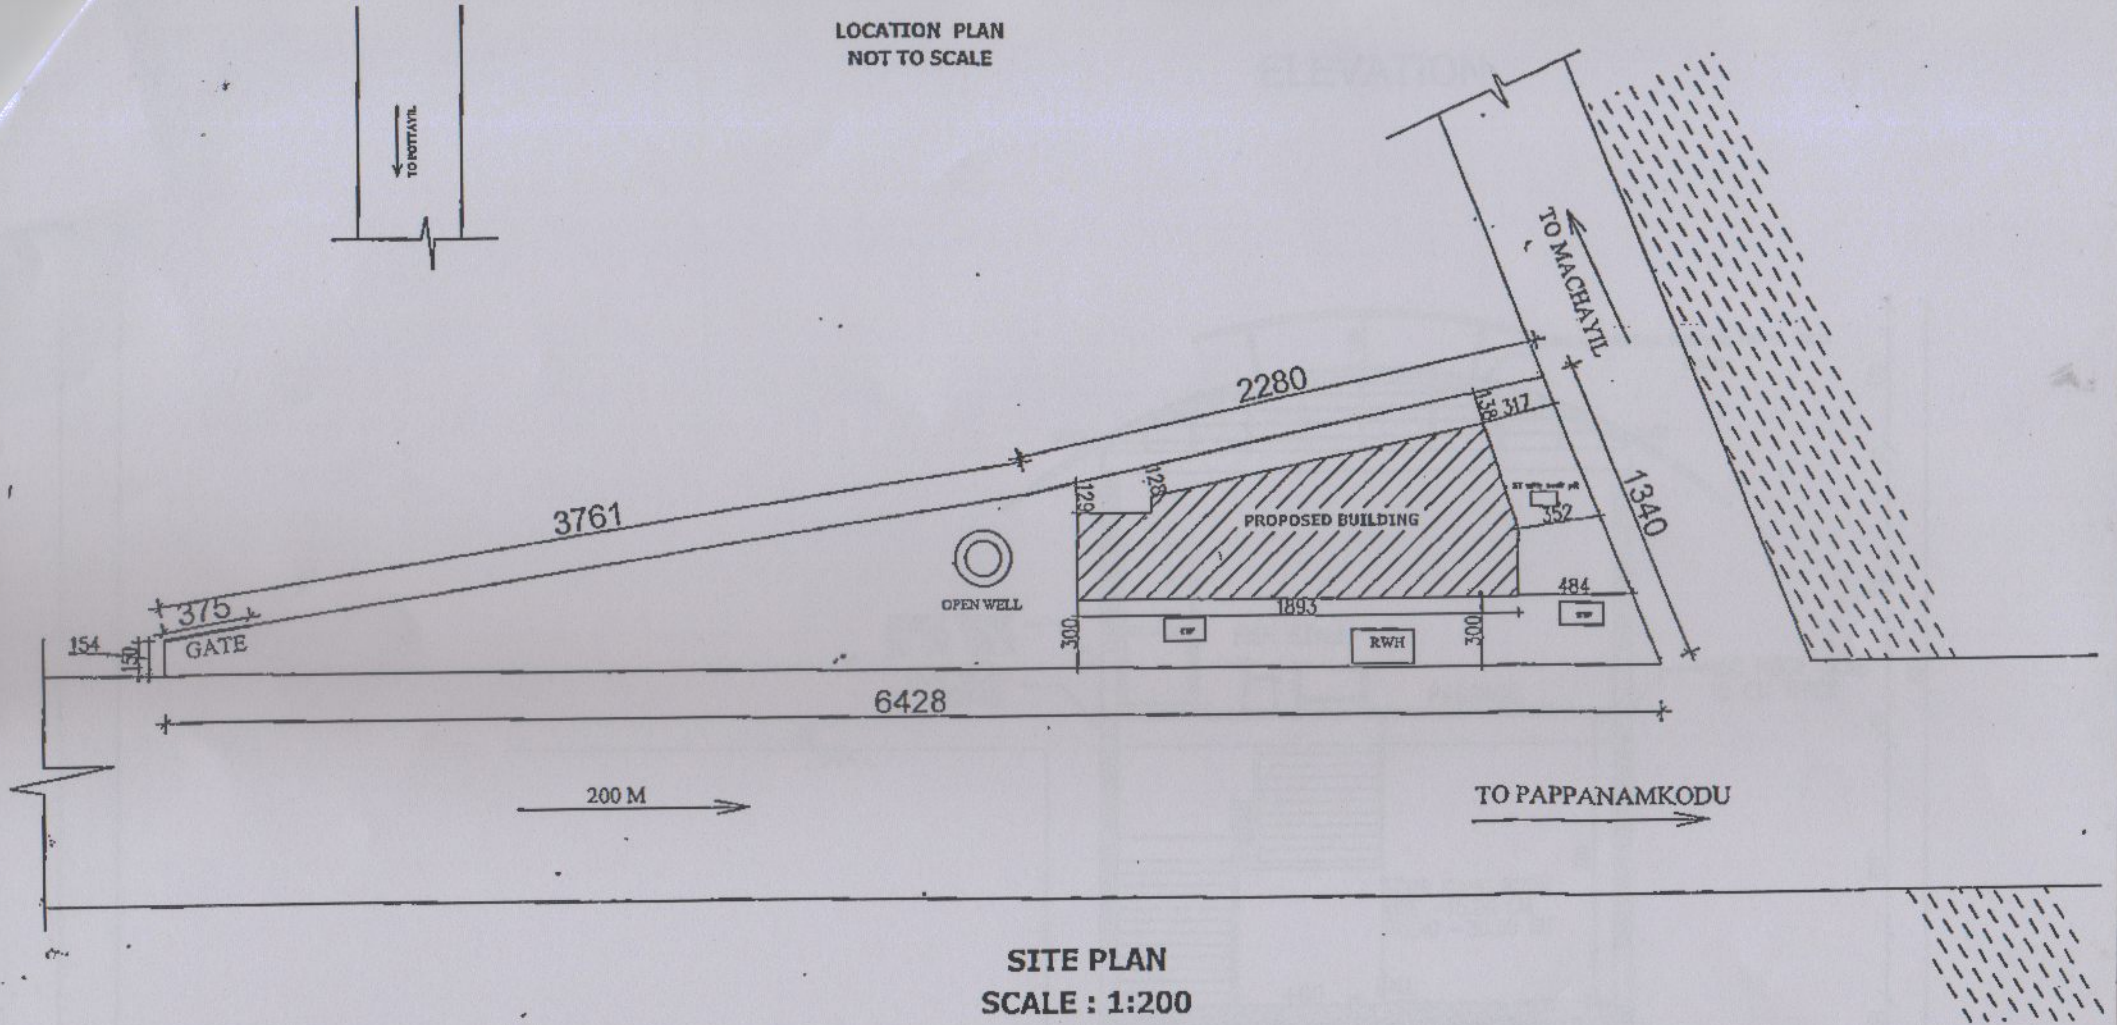 LOCATION PLAN
NOT TO SCALE
TO POTTAYIL
TO MACHAYIL
2280
138
317
3761
129
128
1340
PROPOSED BUILDING
352
375
OPEN WELL
484
1893
154
150
GATE
300
300
RWH
6428
200 M
TO PAPPANAMKODU
SITE PLAN
SCALE : 1:200